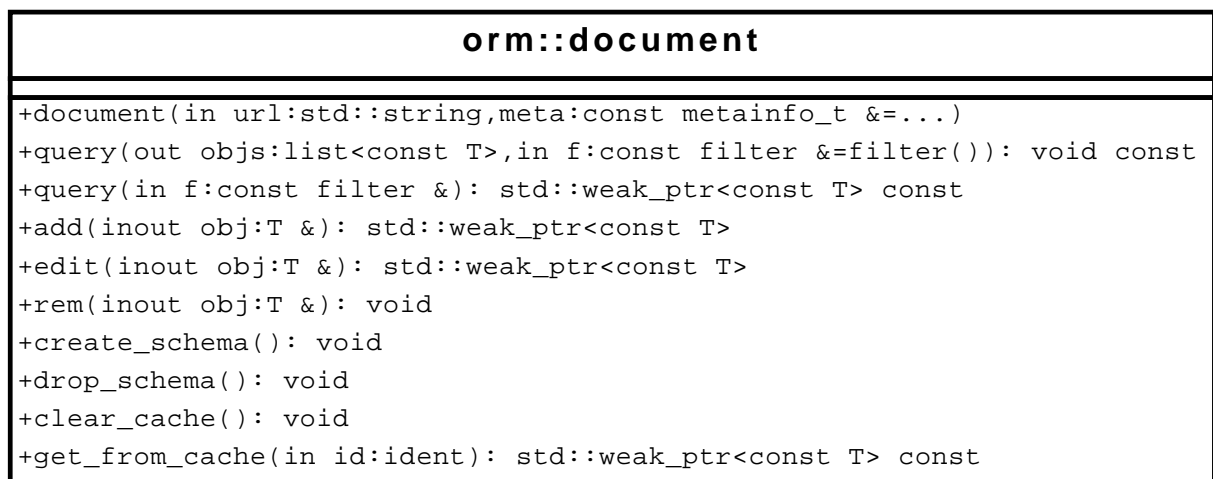 orm::document
+document(in url:std::string,meta:const metainfo_t &=...)
+query(out objs:list<const T>,in f:const filter &=filter()): void const
+query(in f:const filter &): std::weak_ptr<const T> const
+add(inout obj:T &): std::weak_ptr<const T>
+edit(inout obj:T &): std::weak_ptr<const T>
+rem(inout obj:T &): void
+create_schema(): void
+drop_schema(): void
+clear_cache(): void
+get_from_cache(in id:ident): std::weak_ptr<const T> const